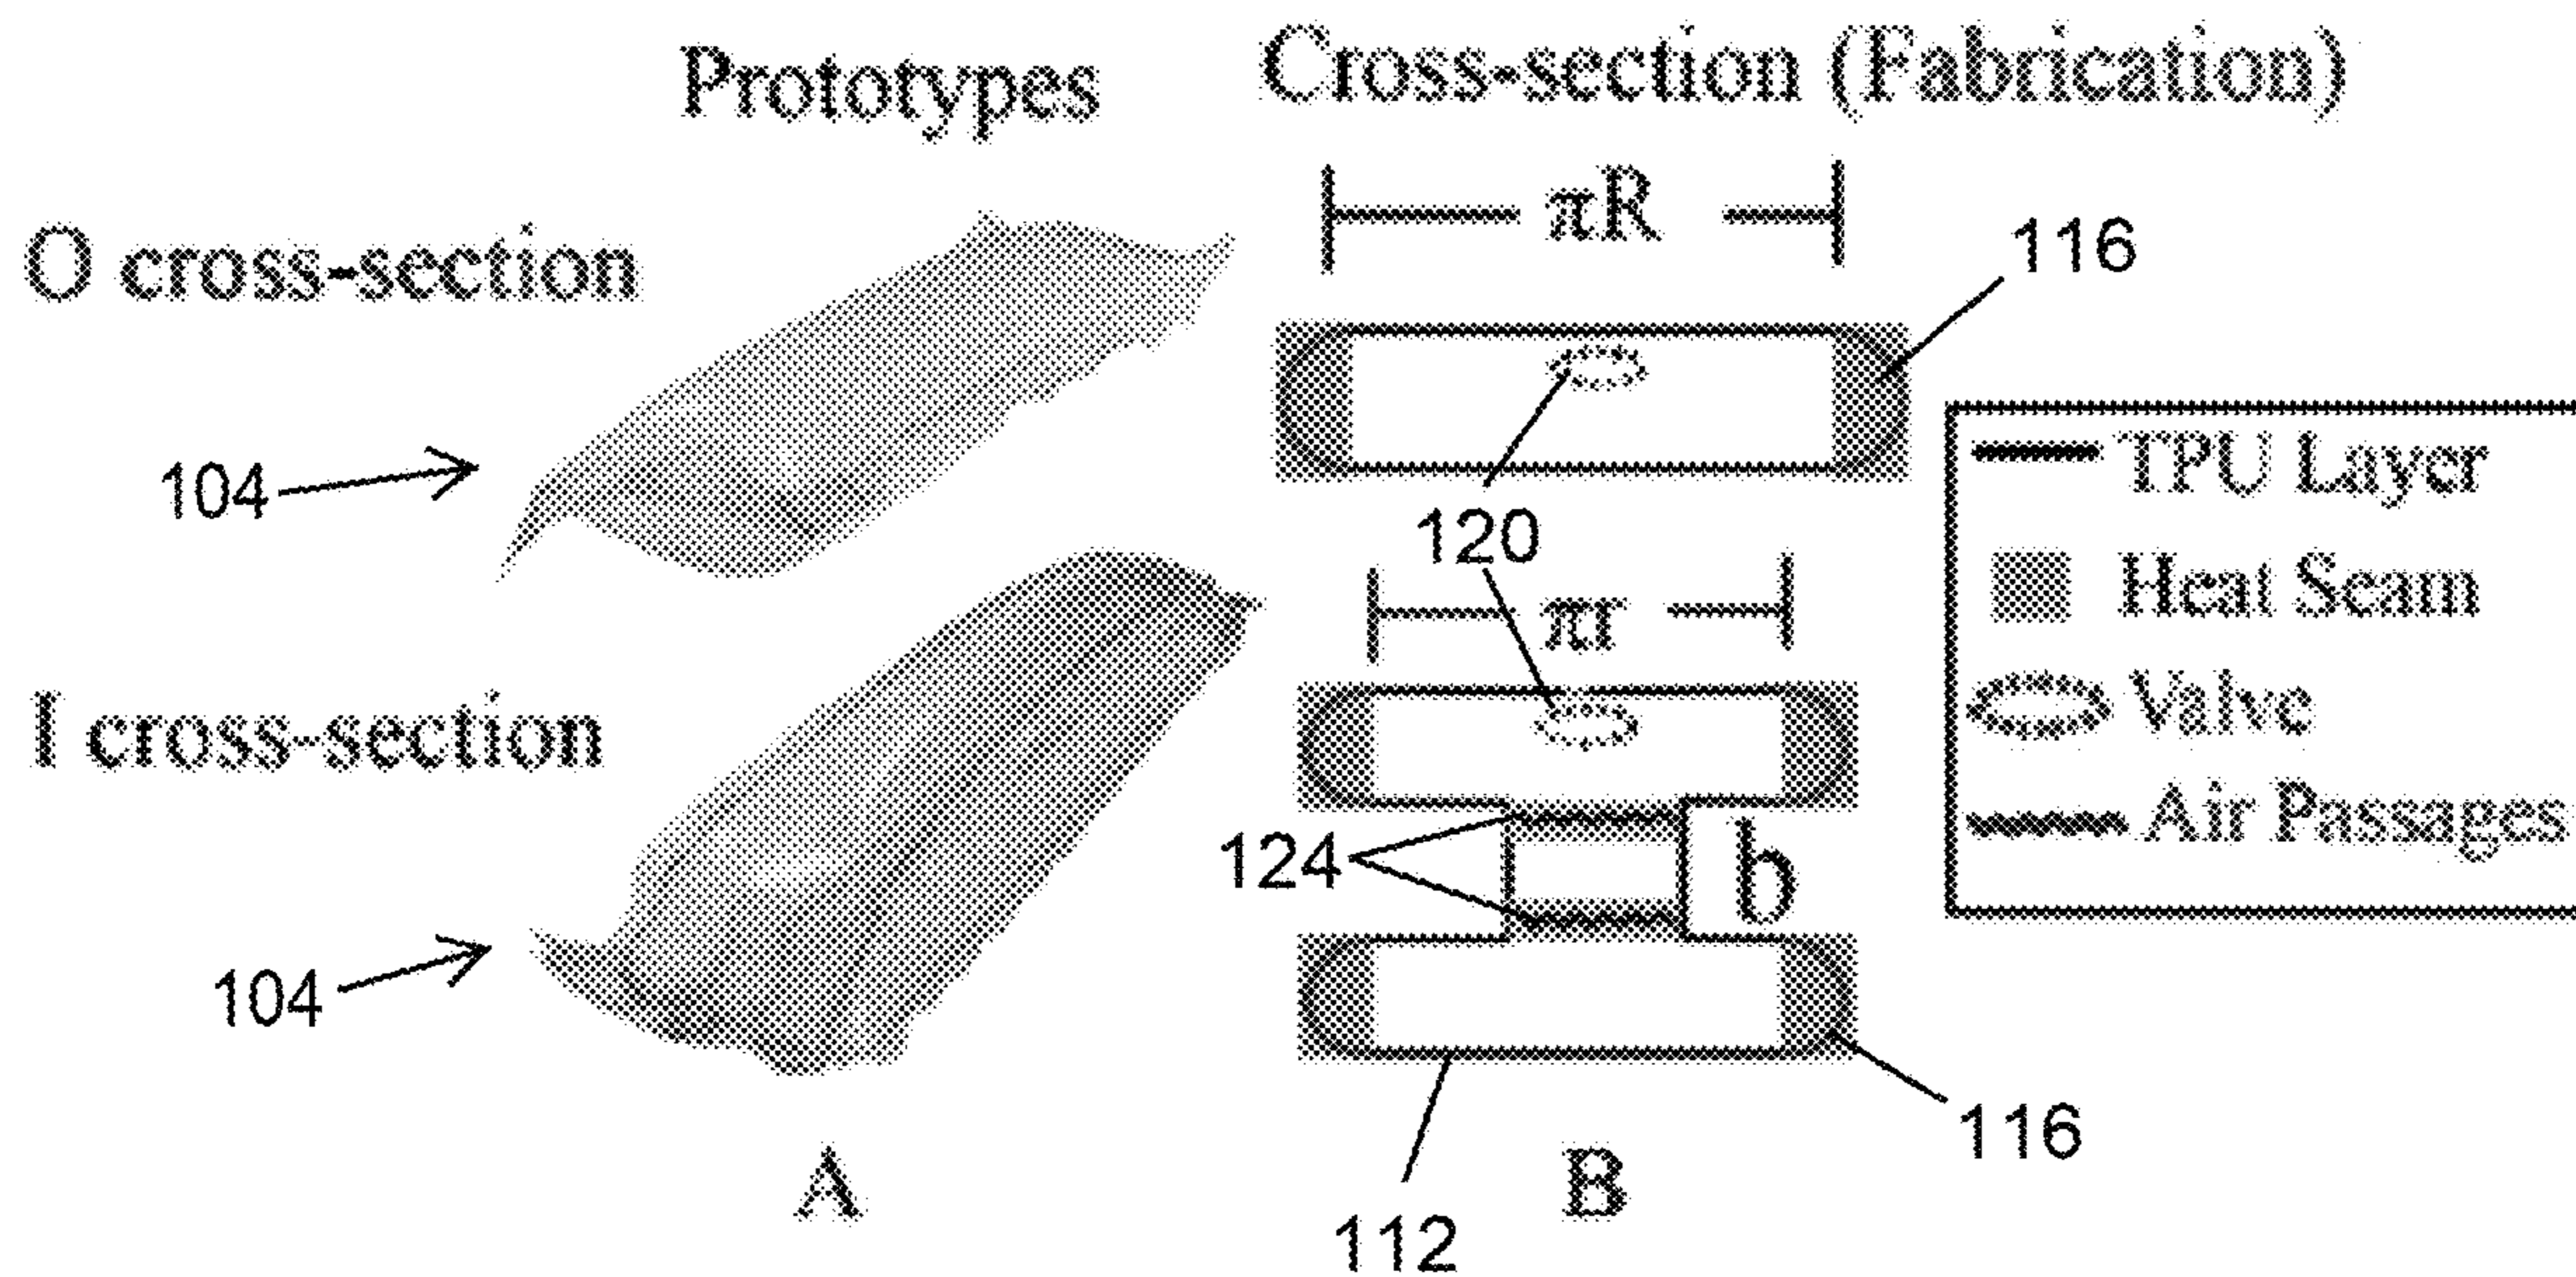 Prototypes
Cross-section (Fabrication)
πR
116
O cross-section
104
120
TPU Layer
Heat Seam
Valve
Air Passages
πr
I cross-section
124
b
104
116
112
A
B